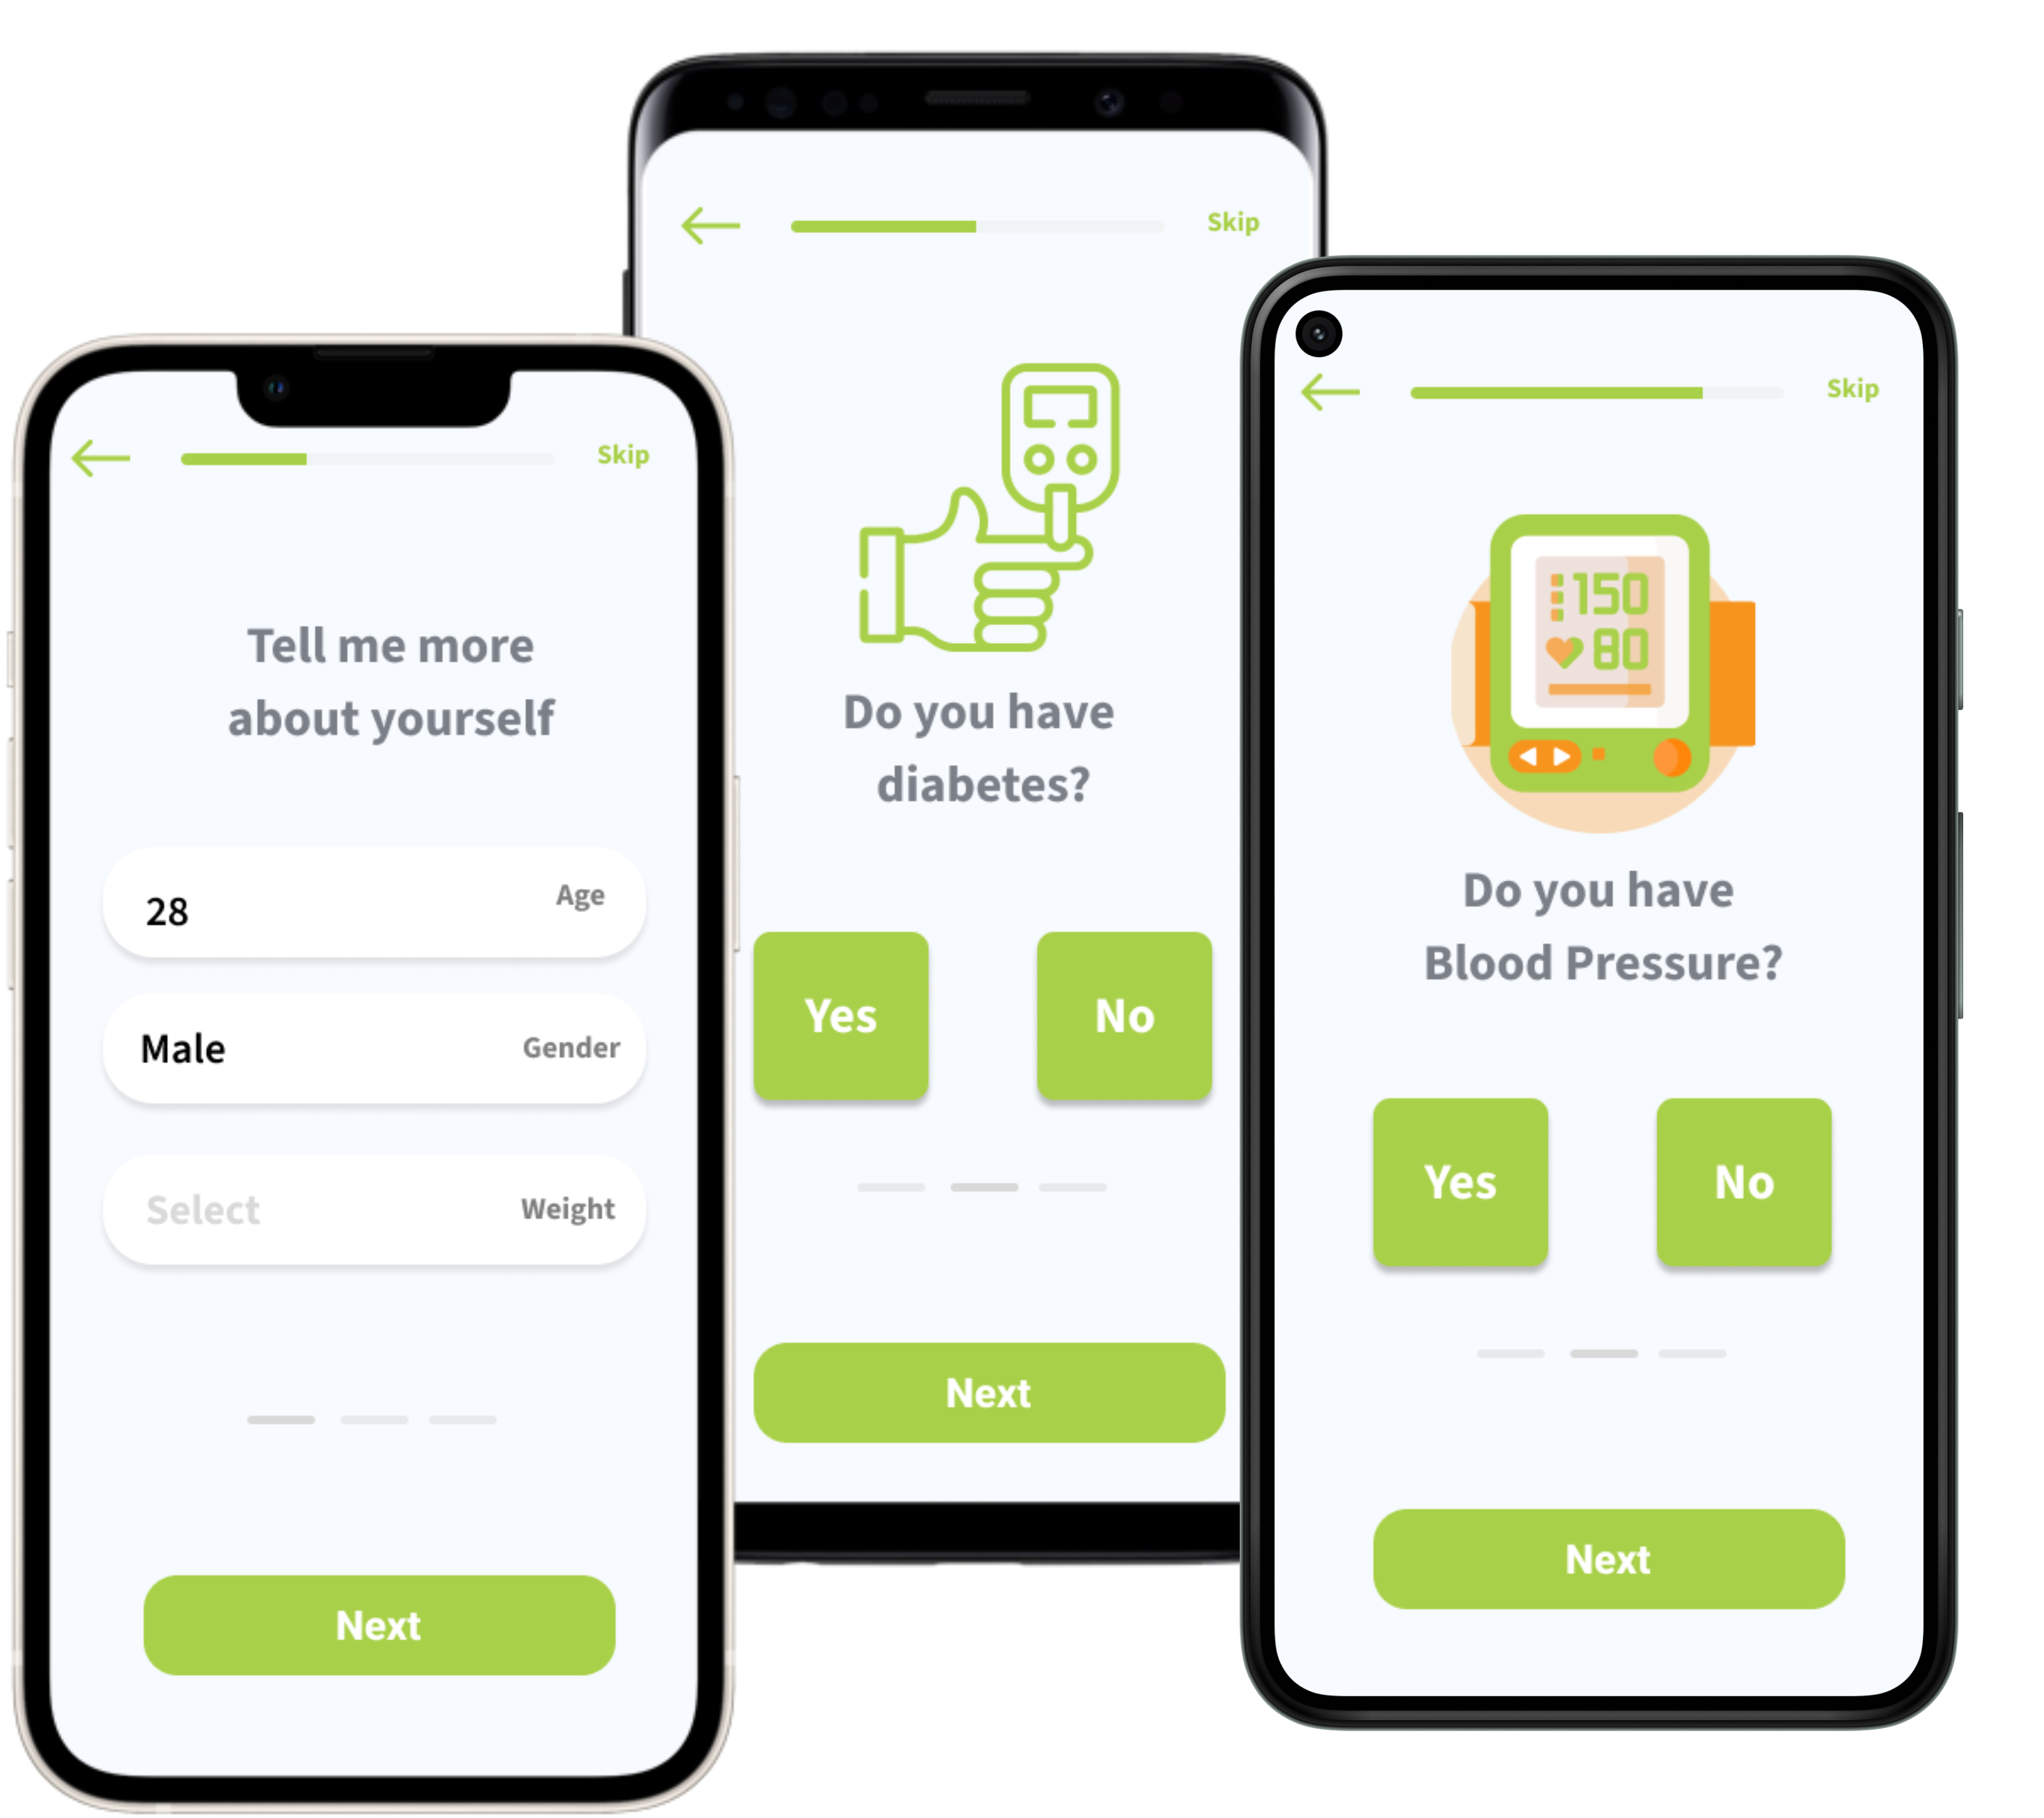 Skip
Tell me more
about yourself
28 Age
Male Gender
Select Weight
Next
Skip
Do you have
diabetes?
Yes No
Next
Skip
150
80
Do you have
Blood Pressure?
Yes No
Next